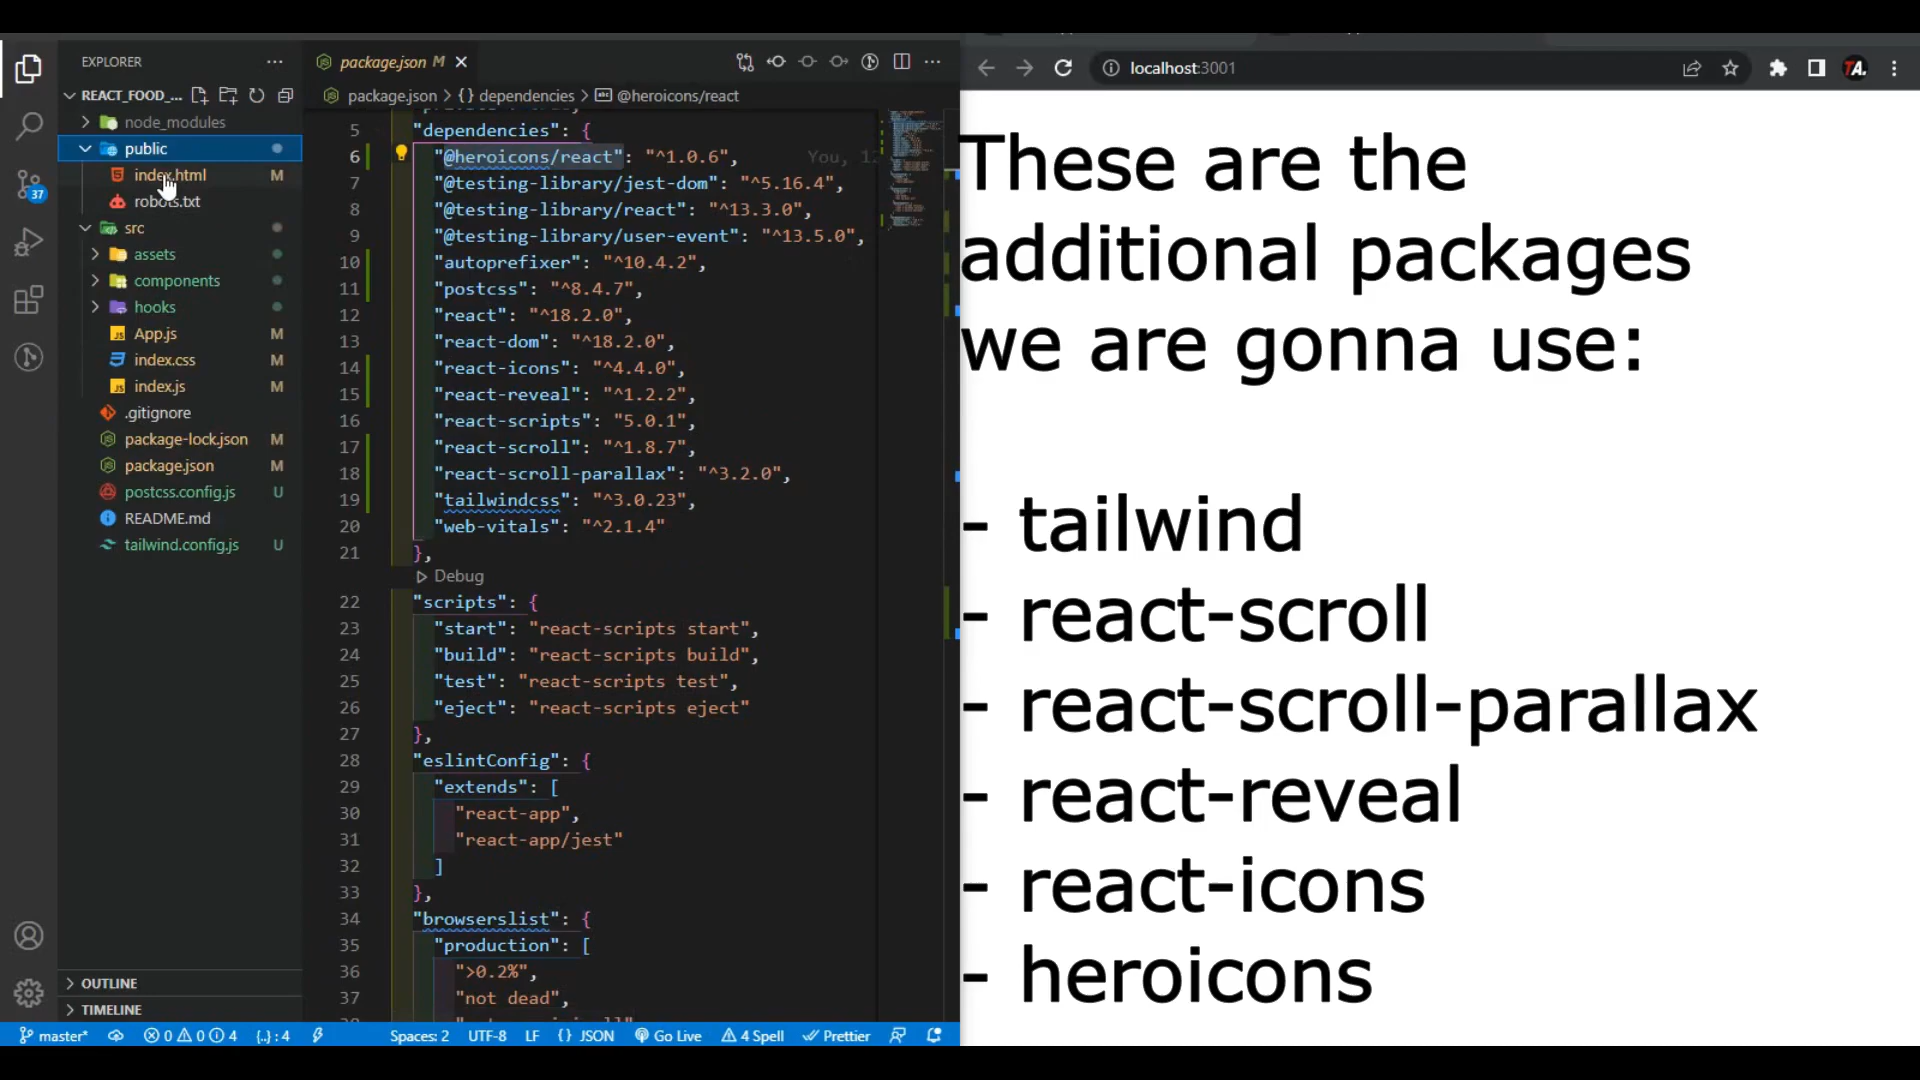 EXPLORER
REACT_FOOD_...
node_modules
public
index.html M
robots.txt
src
assets
components
hooks
App.js M
index.css M
index.js M
.gitignore
package-lock.json M
package.json M
postcss.config.js U
README.md
tailwind.config.js U
OUTLINE
TIMELINE
37
package.json M
package.json > {} dependencies > @heroicons/react
5 "dependencies": {
6 "@heroicons/react": "^1.0.6", You, 12
7 "@testing-library/jest-dom": "^5.16.4",
8 "@testing-library/react": "^13.3.0",
9 "@testing-library/user-event": "^13.5.0",
10 "autoprefixer": "^10.4.2",
11 "postcss": "^8.4.7",
12 "react": "^18.2.0",
13 "react-dom": "^18.2.0",
14 "react-icons": "^4.4.0",
15 "react-reveal": "^1.2.2",
16 "react-scripts": "5.0.1",
17 "react-scroll": "^1.8.7",
18 "react-scroll-parallax": "^3.2.0",
19 "tailwindcss": "^3.0.23",
20 "web-vitals": "^2.1.4"
21 },
Debug
22 "scripts": {
23 "start": "react-scripts start",
24 "build": "react-scripts build",
25 "test": "react-scripts test",
26 "eject": "react-scripts eject"
27 },
28 "eslintConfig": {
29 "extends": [
30 "react-app",
31 "react-app/jest"
32 ]
33 },
34 "browserslist": {
35 "production": [
36 ">0.2%",
37 "not dead",
master* 0 0 4 {..} : 4 Spaces: 2 UTF-8 LF {} JSON Go Live 4 Spell Prettier
localhost:3001
TA.
These are the
additional packages
we are gonna use:
- tailwind
- react-scroll
- react-scroll-parallax
- react-reveal
- react-icons
- heroicons